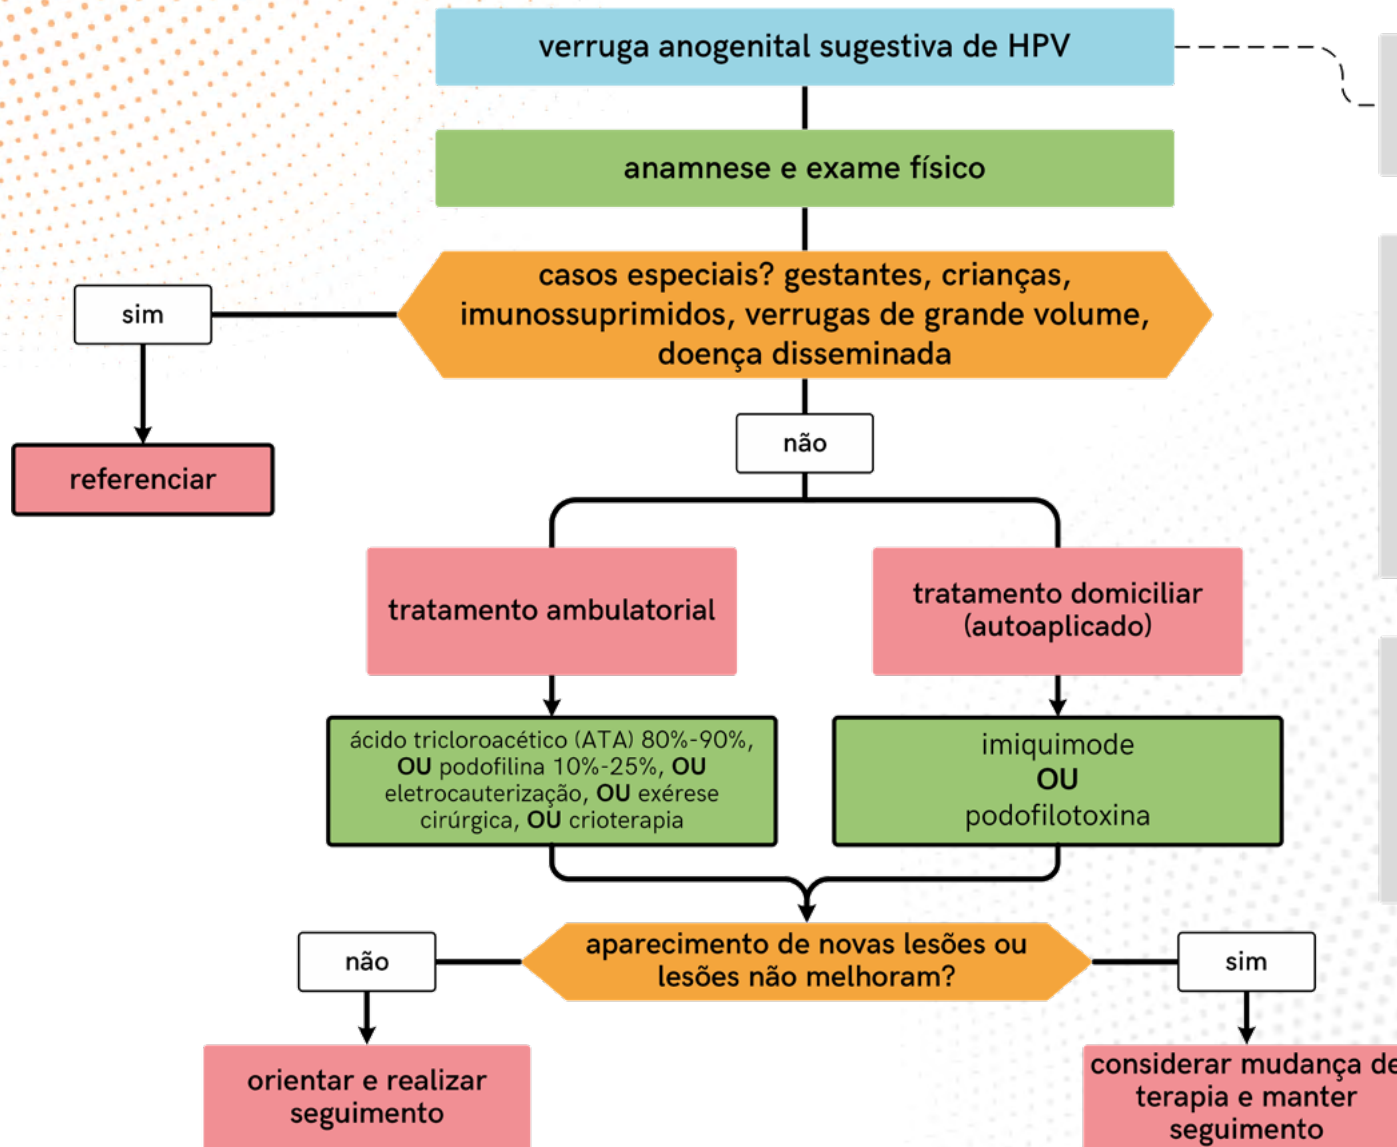 verruga anogenital sugestiva de HPV
anamnese e exame físico
casos especiais? gestantes, crianças,
imunossuprimidos, verrugas de grande volume,
doença disseminada
sim
referenciar
não
tratamento ambulatorial
tratamento domiciliar
(autoaplicado)
ácido tricloroacético (ATA) 80%-90%,
OU podofilina 10%-25%, OU
eletrocauterização, OU exérese
cirúrgica, OU crioterapia
imiquimode
OU
podofilotoxina
aparecimento de novas lesões ou
lesões não melhoram?
não
sim
orientar e realizar
seguimento
considerar mudança de
terapia e manter
seguimento